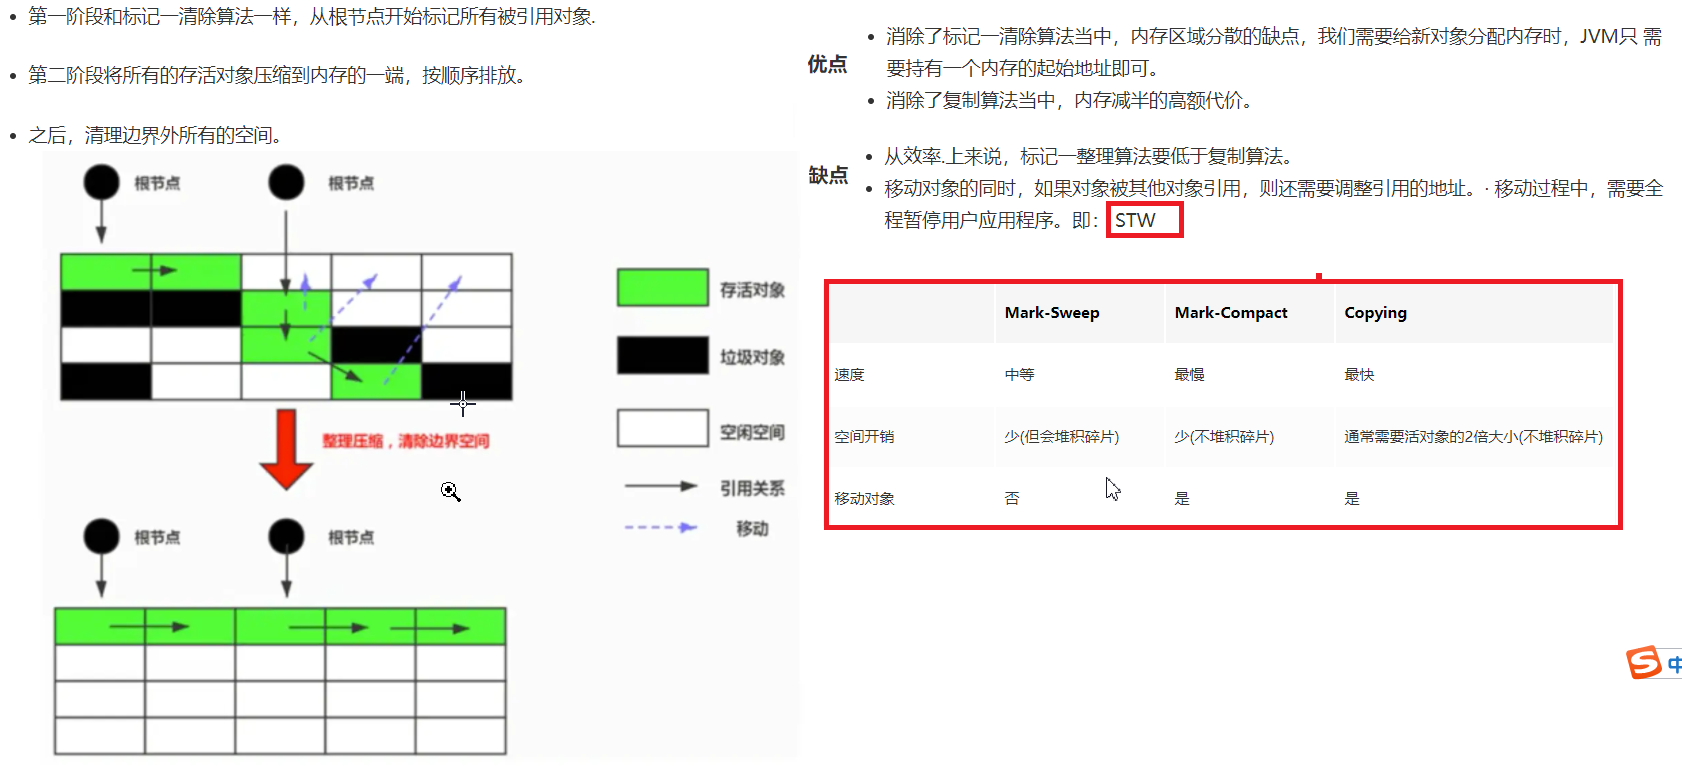 第一阶段和标记一清除算法一样，从根节点开始标记所有被引用对象.
第二阶段将所有的存活对象压缩到内存的一端，按顺序排放。
之后，清理边界外所有的空间。
根节点 根节点
存活对象
垃圾对象
空闲空间
整理压缩，清除边界空间
引用关系
移动
根节点 根节点
优点
消除了标记一清除算法当中，内存区域分散的缺点，我们需要给新对象分配内存时，JVM只 需
要持有一个内存的起始地址即可。
消除了复制算法当中，内存减半的高额代价。
缺点
从效率.上来说，标记一整理算法要低于复制算法。
移动对象的同时，如果对象被其他对象引用，则还需要调整引用的地址。· 移动过程中，需要全
程暂停用户应用程序。即：STW
Mark-Sweep Mark-Compact Copying
速度 中等 最慢 最快
空间开销 少(但会堆积碎片) 少(不堆积碎片) 通常需要活对象的2倍大小(不堆积碎片)
移动对象 否 是 是
S 中